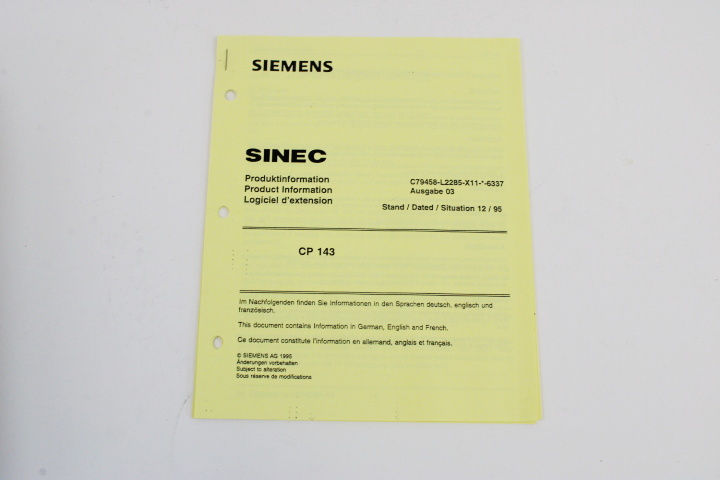 SIEMENS
SINEC
Produktinformation
Product Information
Logiciel d'extension
C79458-L2285-X11-*-6337
Ausgabe 03
Stand / Dated / Situation 12 / 95
CP 143
Im Nachfolgenden finden Sie Informationen in den Sprachen deutsch, englisch und
französisch.
This document contains Information in German, English and French.
Ce document constitute l'information en allemand, anglais et français.
© SIEMENS AG 1995
Änderungen vorbehalten
Subject to alteration
Sous réserve de modifications